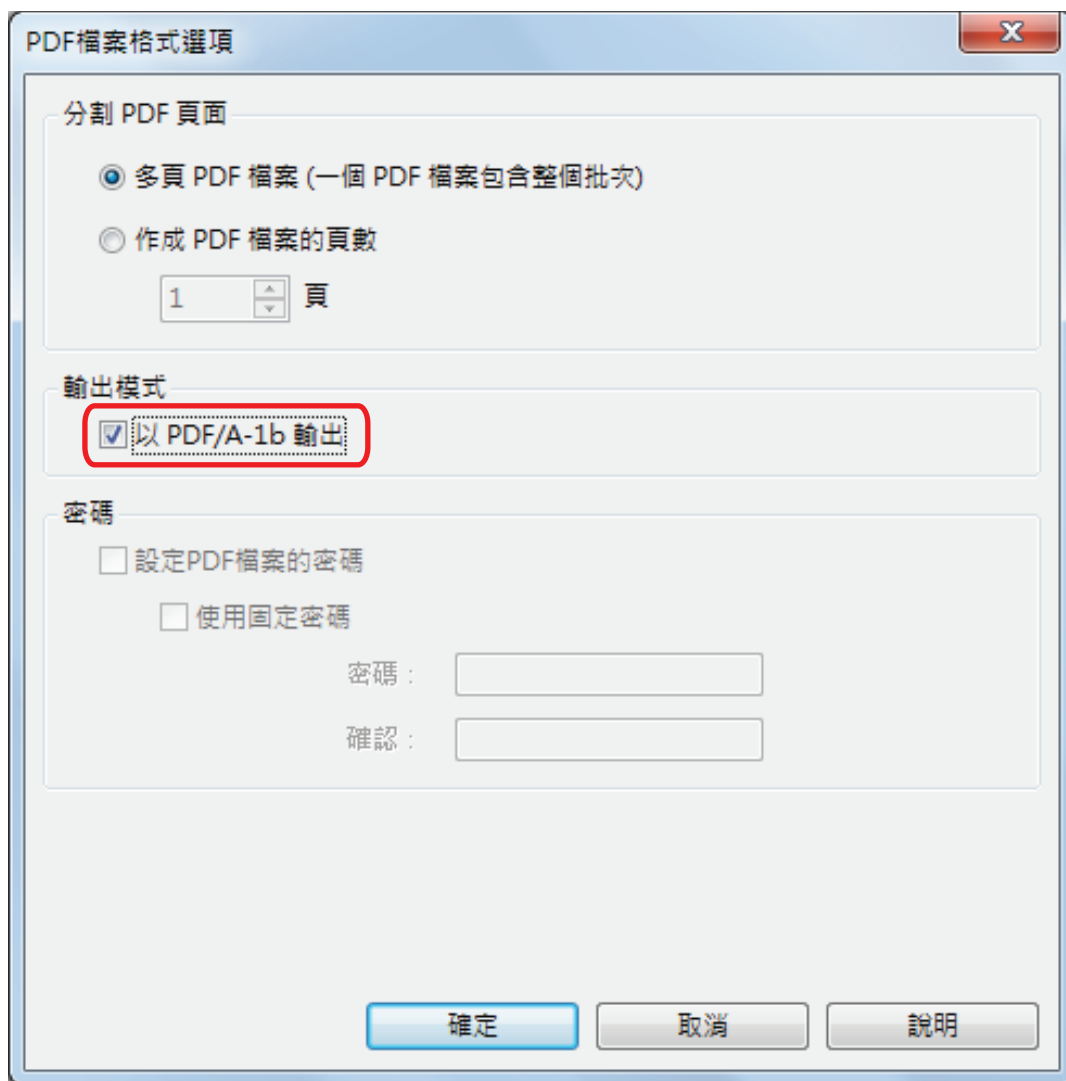 PDF檔案格式選項
分割 PDF 頁面
多頁 PDF 檔案 (一個 PDF 檔案包含整個批次)
作成 PDF 檔案的頁數
1 頁
輸出模式
以 PDF/A-1b 輸出
密碼
設定PDF檔案的密碼
使用固定密碼
密碼 :
確認 :
確定 取消 說明